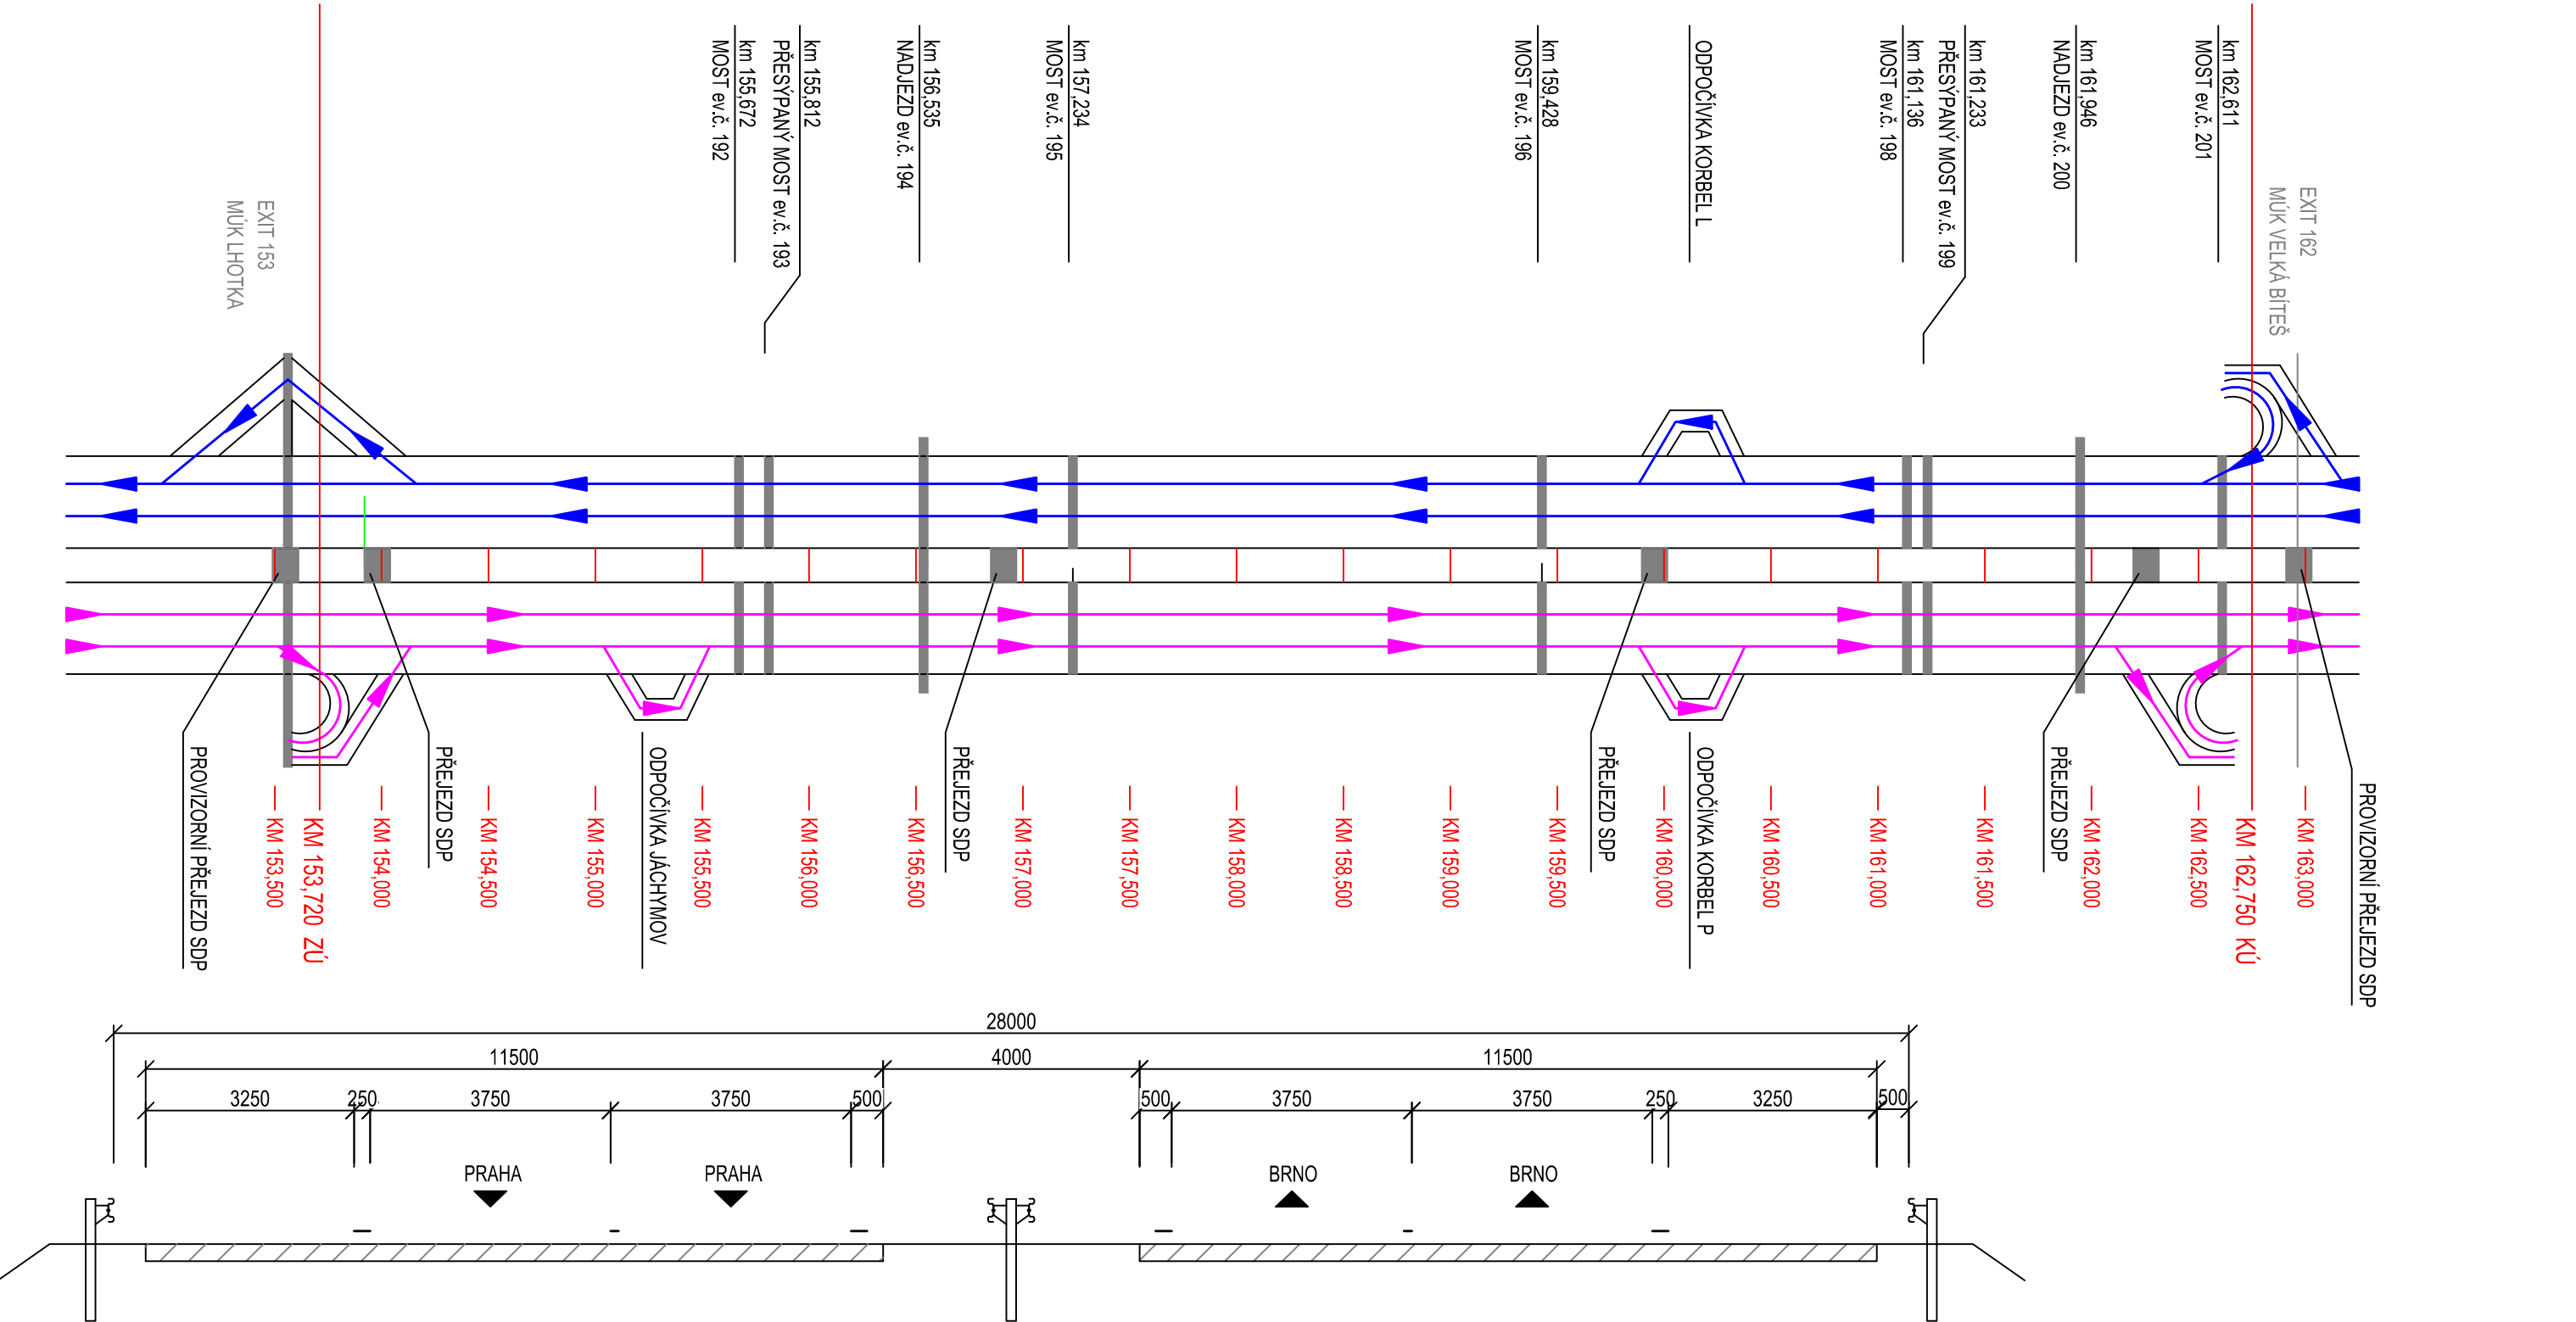 km 155,672
MOST ev.č. 192
km 155,812
PŘESÝPANÝ MOST ev.č. 193
km 156,535
NADJEZD ev.č. 194
km 157,234
MOST ev.č. 195
km 159,428
MOST ev.č. 196
ODPOČÍVKA KORBEL L
km 161,136
MOST ev.č. 198
km 161,233
PŘESÝPANÝ MOST ev.č. 199
km 161,946
NADJEZD ev.č. 200
km 162,611
MOST ev.č. 201
EXIT 153
MÚK LHOTKA
EXIT 162
MÚK VELKÁ BÍTEŠ
PROVIZORNÍ PŘEJEZD SDP
KM 153,500
KM 153,720 ZÚ
KM 154,000
PŘEJEZD SDP
KM 154,500
KM 155,000
ODPOČÍVKA JÁCHYMOV
KM 155,500
KM 156,000
KM 156,500
PŘEJEZD SDP
KM 157,000
KM 157,500
KM 158,000
KM 158,500
KM 159,000
KM 159,500
PŘEJEZD SDP
KM 160,000
ODPOČÍVKA KORBEL P
KM 160,500
KM 161,000
KM 161,500
PŘEJEZD SDP
KM 162,000
KM 162,500
KM 162,750 KÚ
KM 163,000
PROVIZORNÍ PŘEJEZD SDP
28000
11500 4000 11500
3250 250 3750 3750 500 500 3750 3750 250 3250 500
PRAHA PRAHA BRNO BRNO